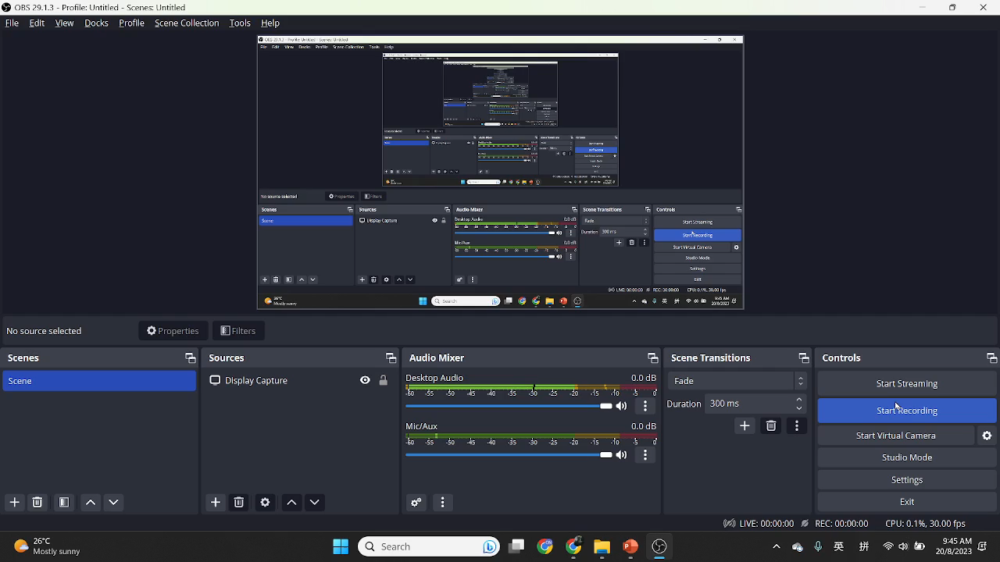 OBS 29.1.3 - Profile: Untitled - Scenes: Untitled
File Edit View Docks Profile Scene Collection Tools Help
OBS 29.1.3 - Profile: Untitled - Scenes: Untitled
File Edit View Docks Profile Scene Collection Tools Help
No source selected Properties Filters
Scenes Sources Audio Mixer Scene Transitions Controls
Scene Display Capture Desktop Audio 0.0 dB Fade Start Streaming
Duration 300 ms Start Recording
Mic/Aux 0.0 dB Start Virtual Camera
Studio Mode
Settings
Exit
LIVE: 00:00:00 REC: 00:00:00 CPU: 0.1%, 30.00 fps
26°C
Mostly sunny
Search
英 拼
9:45 AM
20/8/2023
No source selected Properties Filters
Scenes Sources Audio Mixer Scene Transitions Controls
Scene
Display Capture
Desktop Audio 0.0 dB
-60 -55 -50 -45 -40 -35 -30 -25 -20 -15 -10 -5 0
Mic/Aux 0.0 dB
-60 -55 -50 -45 -40 -35 -30 -25 -20 -15 -10 -5 0
Fade
Duration 300 ms
Start Streaming
Start Recording
Start Virtual Camera
Studio Mode
Settings
Exit
LIVE: 00:00:00 REC: 00:00:00 CPU: 0.1%, 30.00 fps
26°C
Mostly sunny
Search
英 拼
9:45 AM
20/8/2023